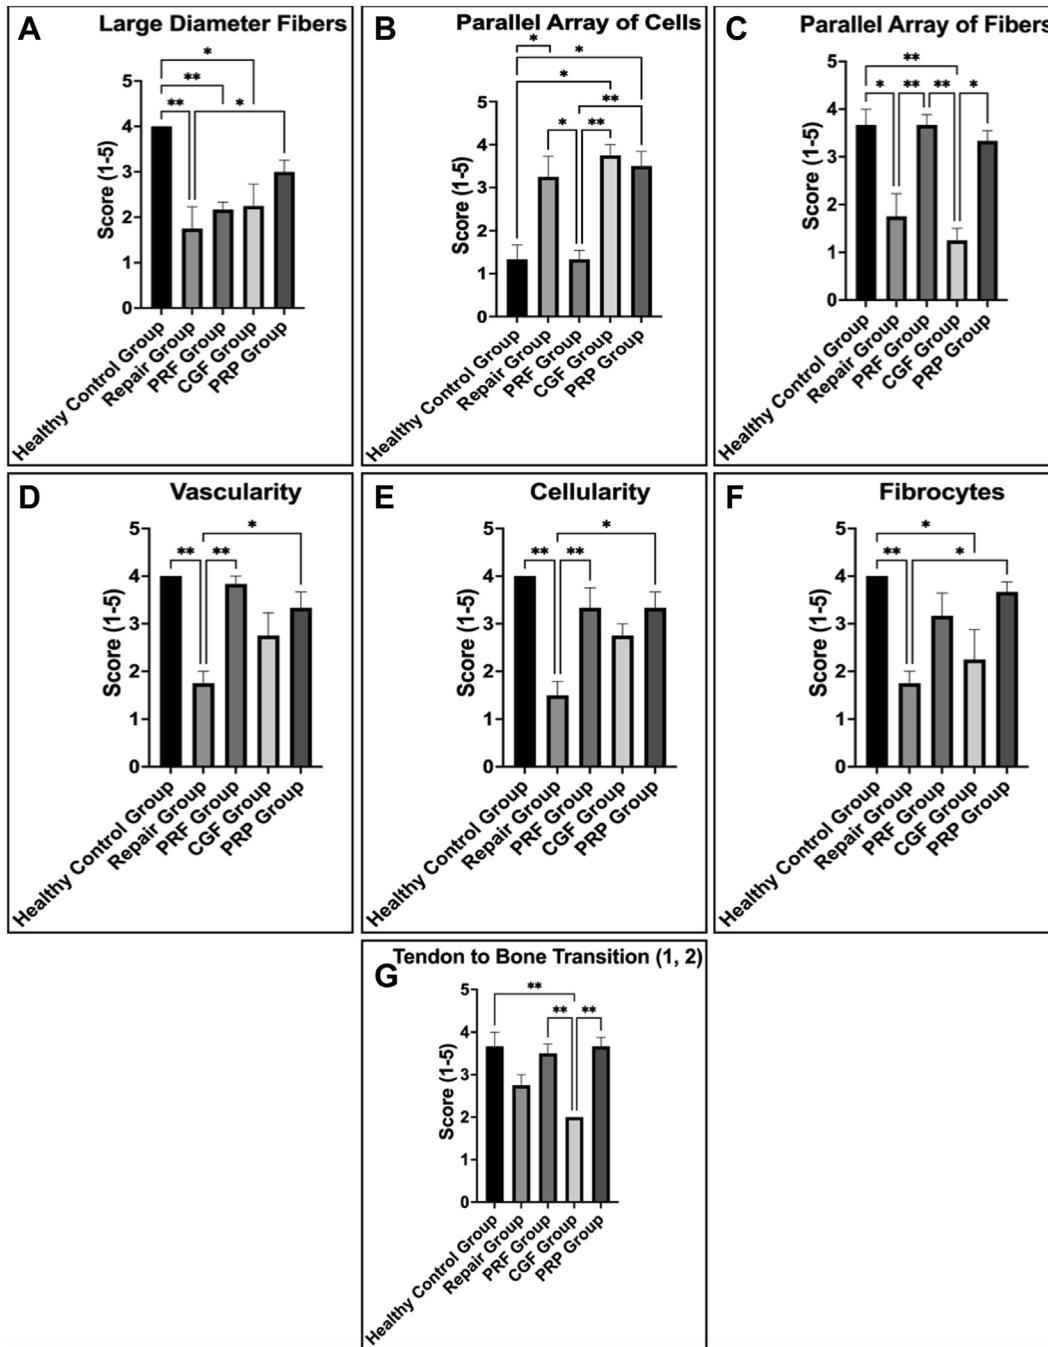 A
Large Diameter Fibers
*
**
** *
5
4
3
2
1
0
Score (1-5)
Healthy Control Group
Repair Group
PRF Group
CGF Group
PRP Group
B
Parallel Array of Cells
*
*
*
**
* **
5
4
3
2
1
0
Score (1-5)
Healthy Control Group
Repair Group
PRF Group
CGF Group
PRP Group
C
Parallel Array of Fibers
**
* ** ** *
5
4
3
2
1
0
Score (1-5)
Healthy Control Group
Repair Group
PRF Group
CGF Group
PRP Group
D
Vascularity
*
** **
5
4
3
2
1
0
Score (1-5)
Healthy Control Group
Repair Group
PRF Group
CGF Group
PRP Group
E
Cellularity
*
** **
5
4
3
2
1
0
Score (1-5)
Healthy Control Group
Repair Group
PRF Group
CGF Group
PRP Group
F
Fibrocytes
*
** *
5
4
3
2
1
0
Score (1-5)
Healthy Control Group
Repair Group
PRF Group
CGF Group
PRP Group
G
Tendon to Bone Transition (1, 2)
**
** **
5
4
3
2
1
0
Score (1-5)
Healthy Control Group
Repair Group
PRF Group
CGF Group
PRP Group